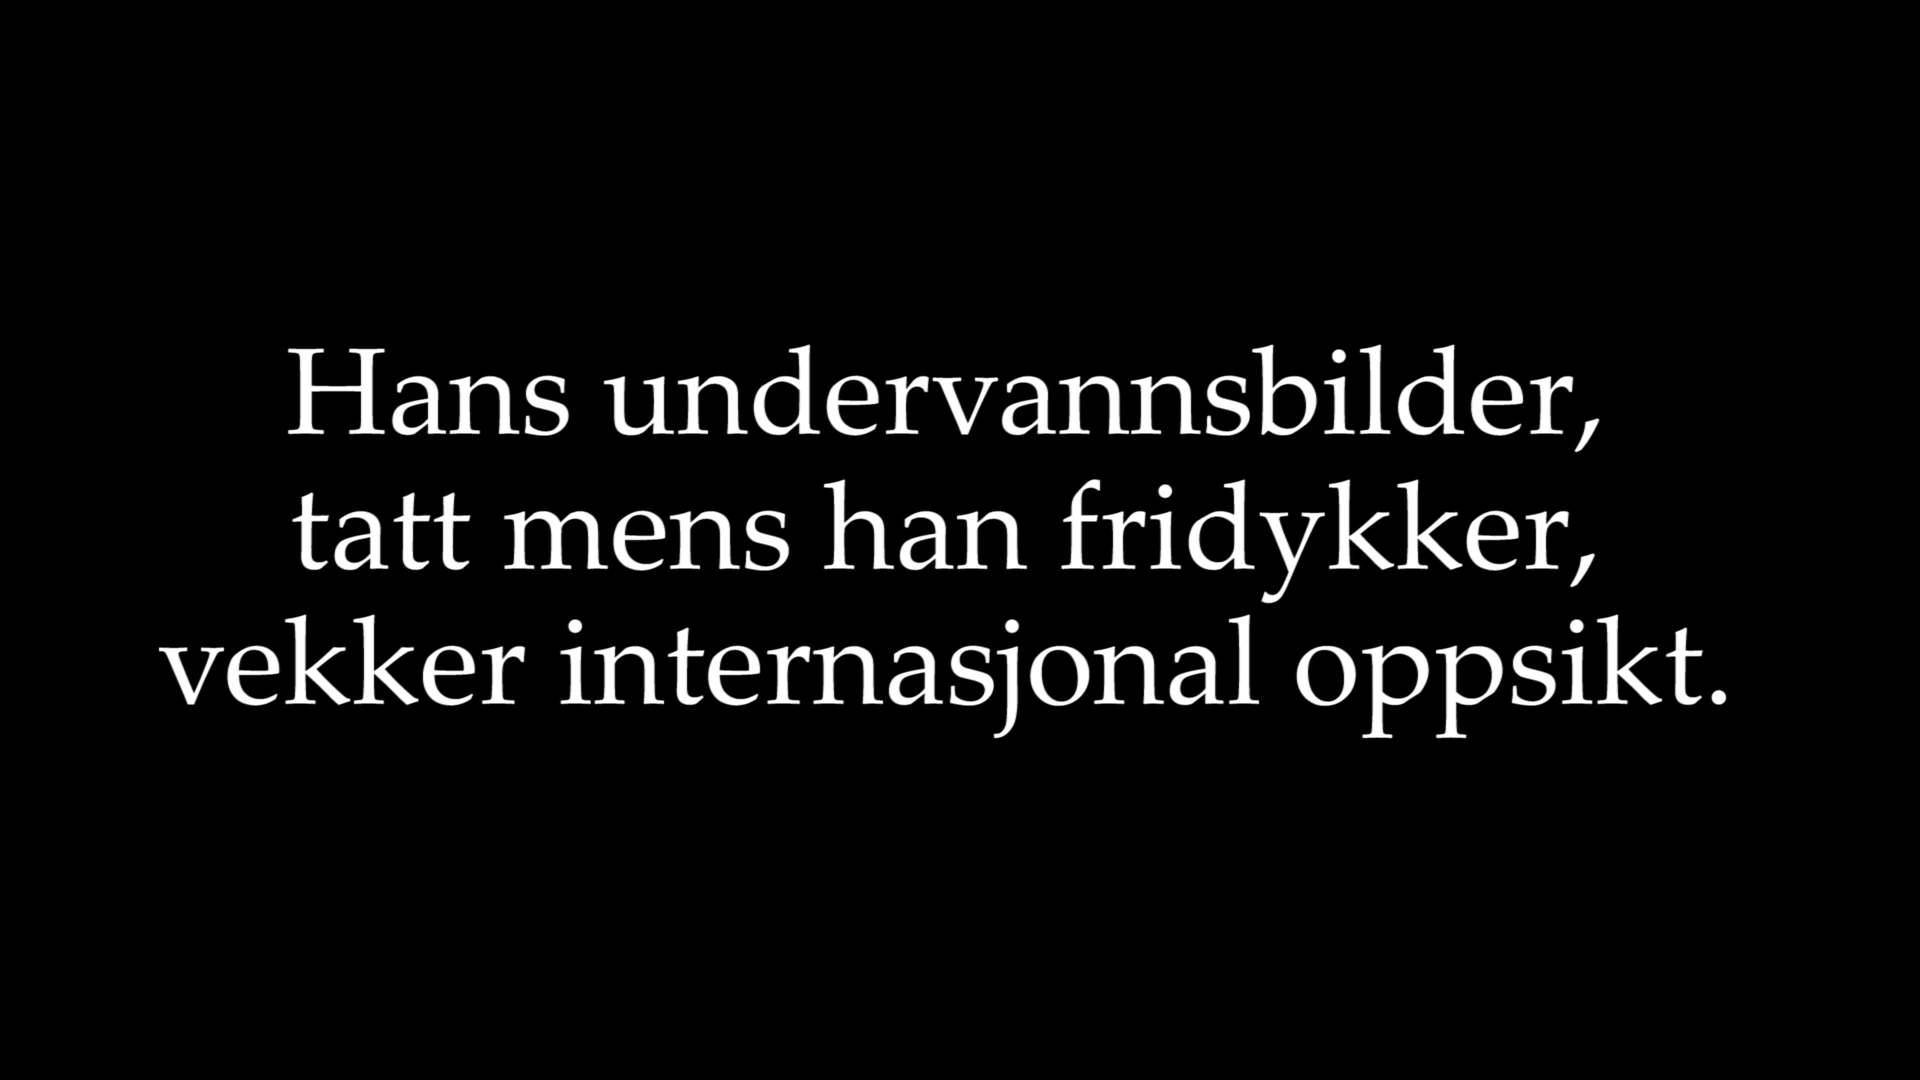 Hans undervannsbilder,
tatt mens han fridykker,
vekker internasjonal oppsikt.